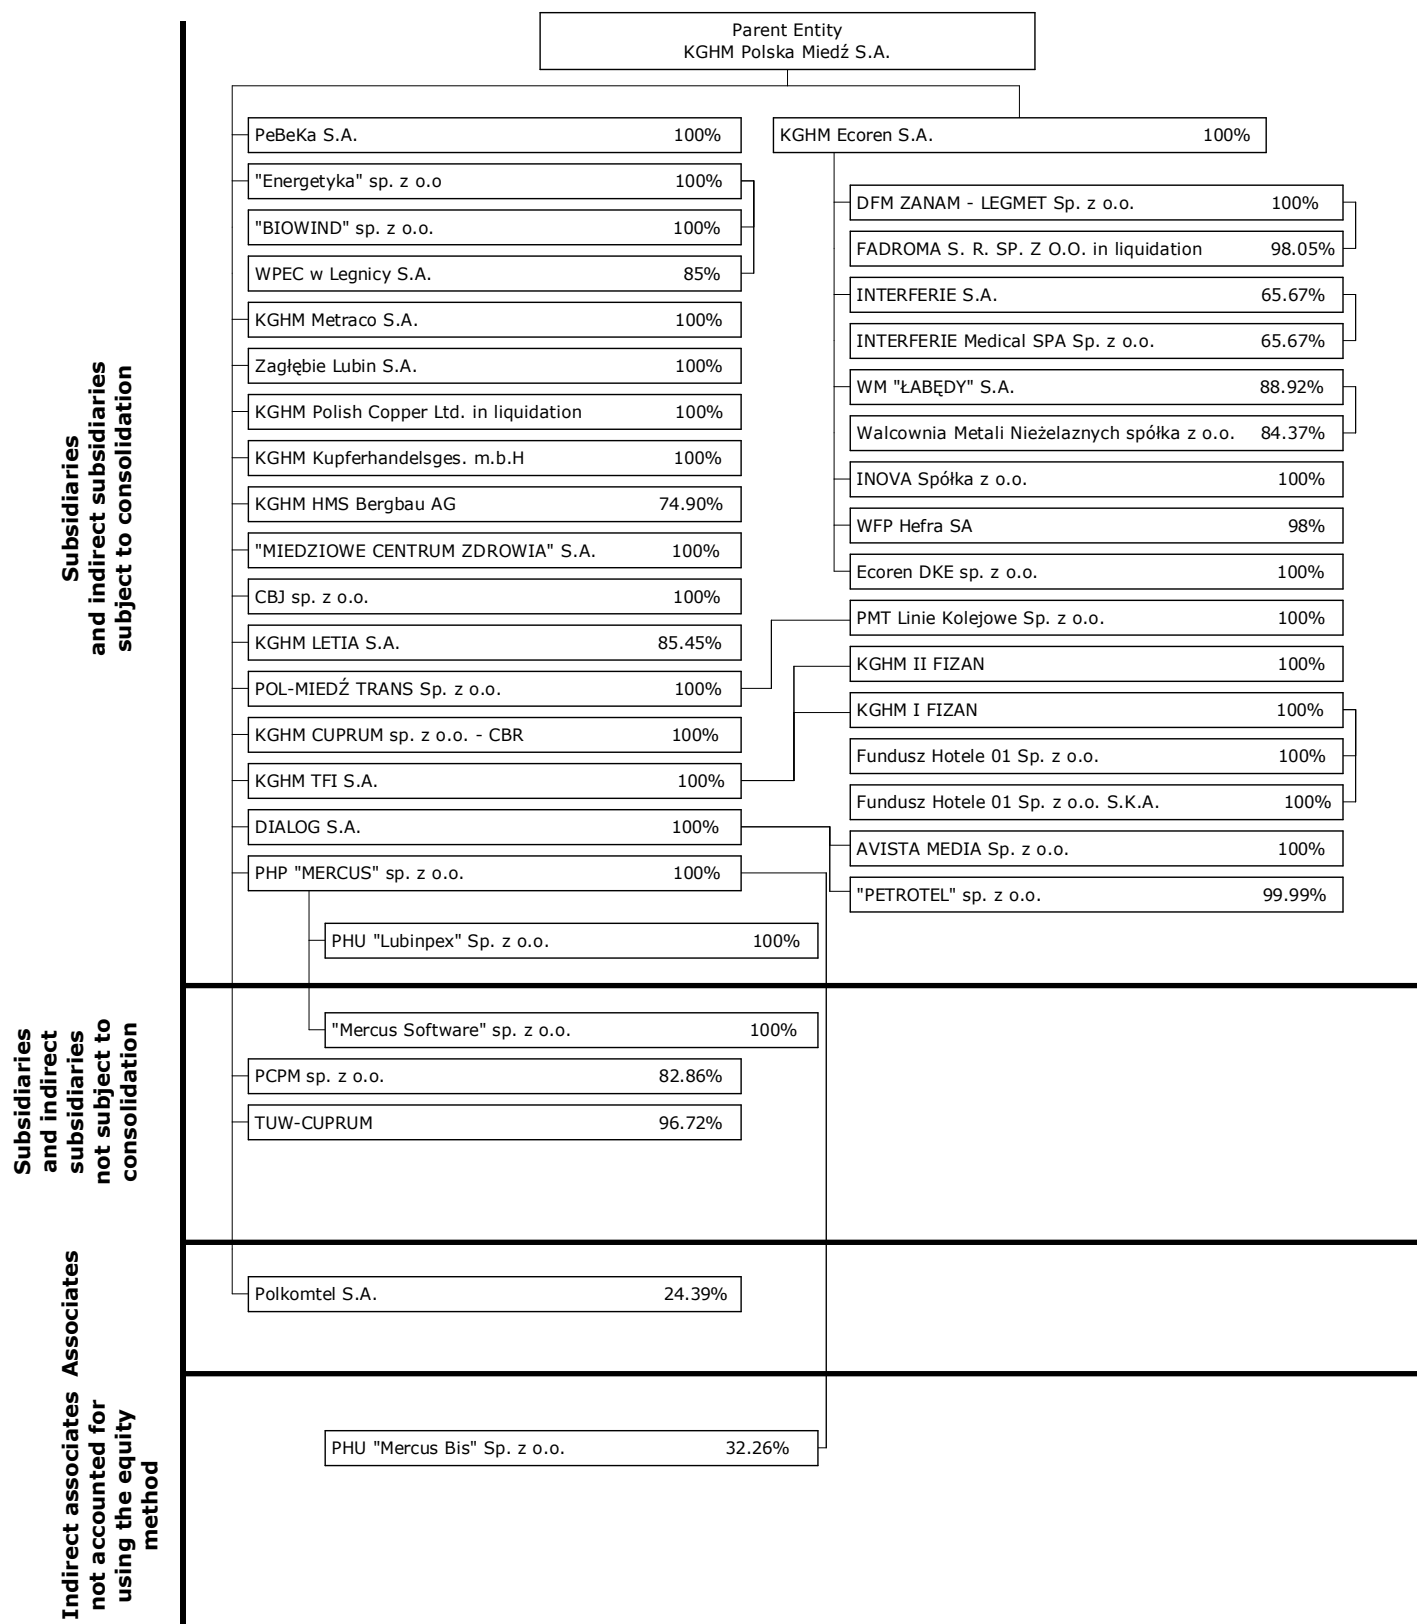 Parent Entity
KGHM Polska Miedź S.A.
Subsidiaries
and indirect subsidiaries
subject to consolidation
PeBeKa S.A. 100%
"Energetyka" sp. z o.o 100%
"BIOWIND" sp. z o.o. 100%
WPEC w Legnicy S.A. 85%
KGHM Metraco S.A. 100%
Zagłębie Lubin S.A. 100%
KGHM Polish Copper Ltd. in liquidation 100%
KGHM Kupferhandelsges. m.b.H 100%
KGHM HMS Bergbau AG 74.90%
"MIEDZIOWE CENTRUM ZDROWIA" S.A. 100%
CBJ sp. z o.o. 100%
KGHM LETIA S.A. 85.45%
POL-MIEDŹ TRANS Sp. z o.o. 100%
KGHM CUPRUM sp. z o.o. - CBR 100%
KGHM TFI S.A. 100%
DIALOG S.A. 100%
PHP "MERCUS" sp. z o.o. 100%
PHU "Lubinpex" Sp. z o.o. 100%
KGHM Ecoren S.A. 100%
DFM ZANAM - LEGMET Sp. z o.o. 100%
FADROMA S. R. SP. Z O.O. in liquidation 98.05%
INTERFERIE S.A. 65.67%
INTERFERIE Medical SPA Sp. z o.o. 65.67%
WM "ŁABĘDY" S.A. 88.92%
Walcownia Metali Nieżelaznych spółka z o.o. 84.37%
INOVA Spółka z o.o. 100%
WFP Hefra SA 98%
Ecoren DKE sp. z o.o. 100%
PMT Linie Kolejowe Sp. z o.o. 100%
KGHM II FIZAN 100%
KGHM I FIZAN 100%
Fundusz Hotele 01 Sp. z o.o. 100%
Fundusz Hotele 01 Sp. z o.o. S.K.A. 100%
AVISTA MEDIA Sp. z o.o. 100%
"PETROTEL" sp. z o.o. 99.99%
Subsidiaries
and indirect
subsidiaries
not subject to
consolidation
"Mercus Software" sp. z o.o. 100%
PCPM sp. z o.o. 82.86%
TUW-CUPRUM 96.72%
Associates
Polkomtel S.A. 24.39%
Indirect associates
not accounted for
using the equity
method
PHU "Mercus Bis" Sp. z o.o. 32.26%